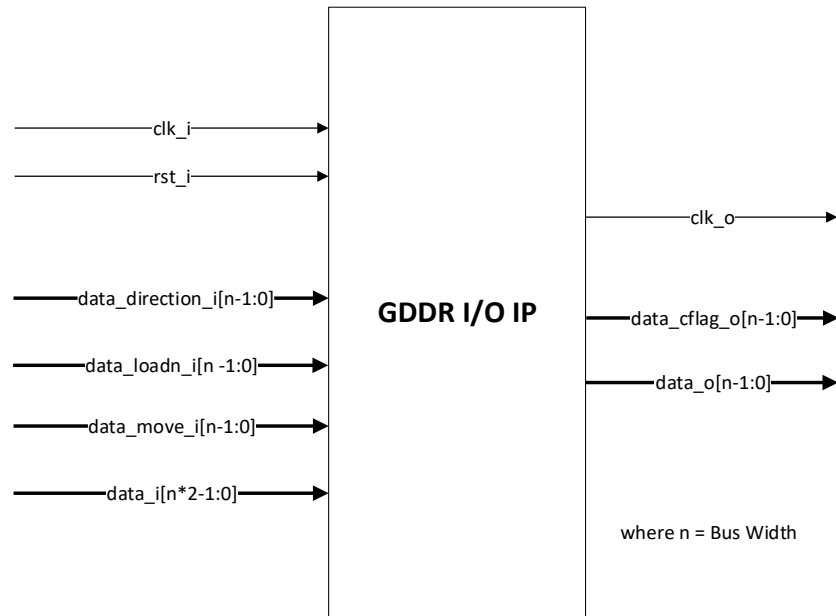 clk_i
rst_i
clk_o
data_direction_i[n-1:0]
GDDR I/O IP
data_cflag_o[n-1:0]
data_loadn_i[n -1:0]
data_o[n-1:0]
data_move_i[n-1:0]
data_i[n*2-1:0]
where n = Bus Width